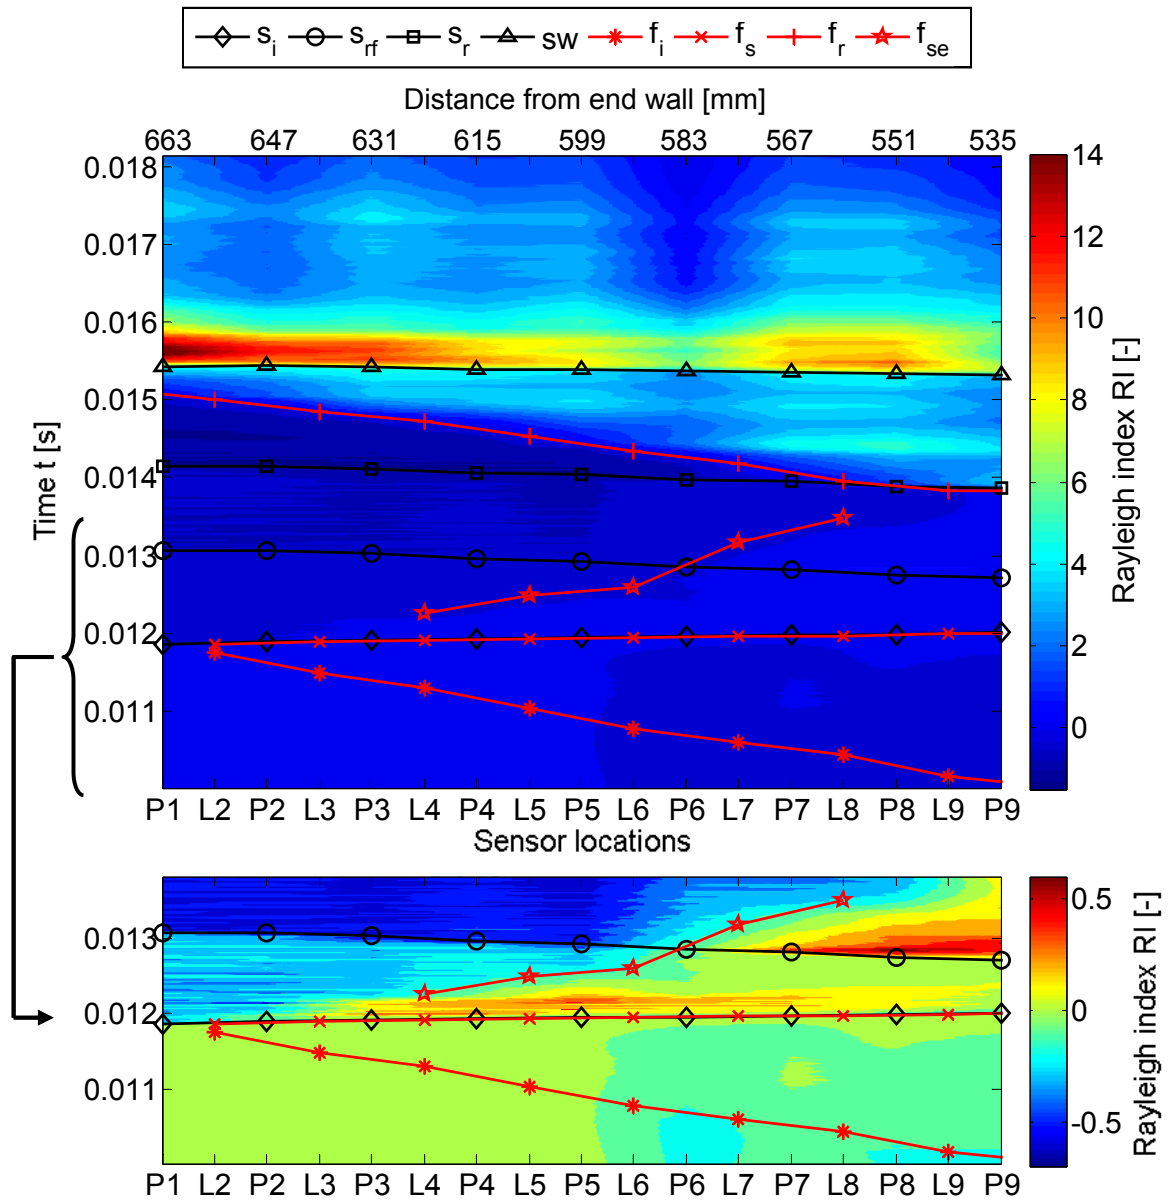 s_i s_rf s_r sw f_i f_s f_r f_se
Distance from end wall [mm]
663 647 631 615 599 583 567 551 535
0.018
0.017
0.016
0.015
0.014
0.013
0.012
0.011
Time t [s]
14
12
10
8
6
4
2
0
Rayleigh index RI [-]
P1 L2 P2 L3 P3 L4 P4 L5 P5 L6 P6 L7 P7 L8 P8 L9 P9
Sensor locations
0.013
0.012
0.011
0.5
0
-0.5
Rayleigh index RI [-]
P1 L2 P2 L3 P3 L4 P4 L5 P5 L6 P6 L7 P7 L8 P8 L9 P9